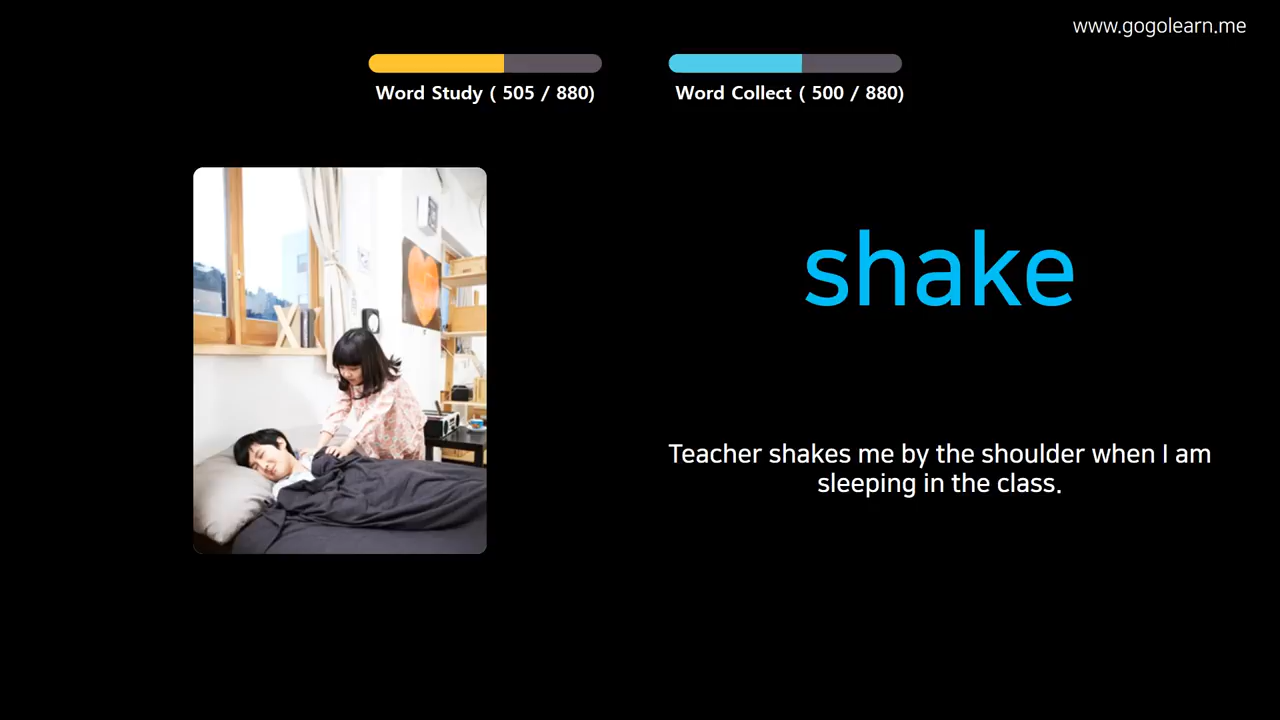 www.gogolearn.me
Word Study ( 505 / 880)
Word Collect ( 500 / 880)
shake
Teacher shakes me by the shoulder when I am
sleeping in the class.